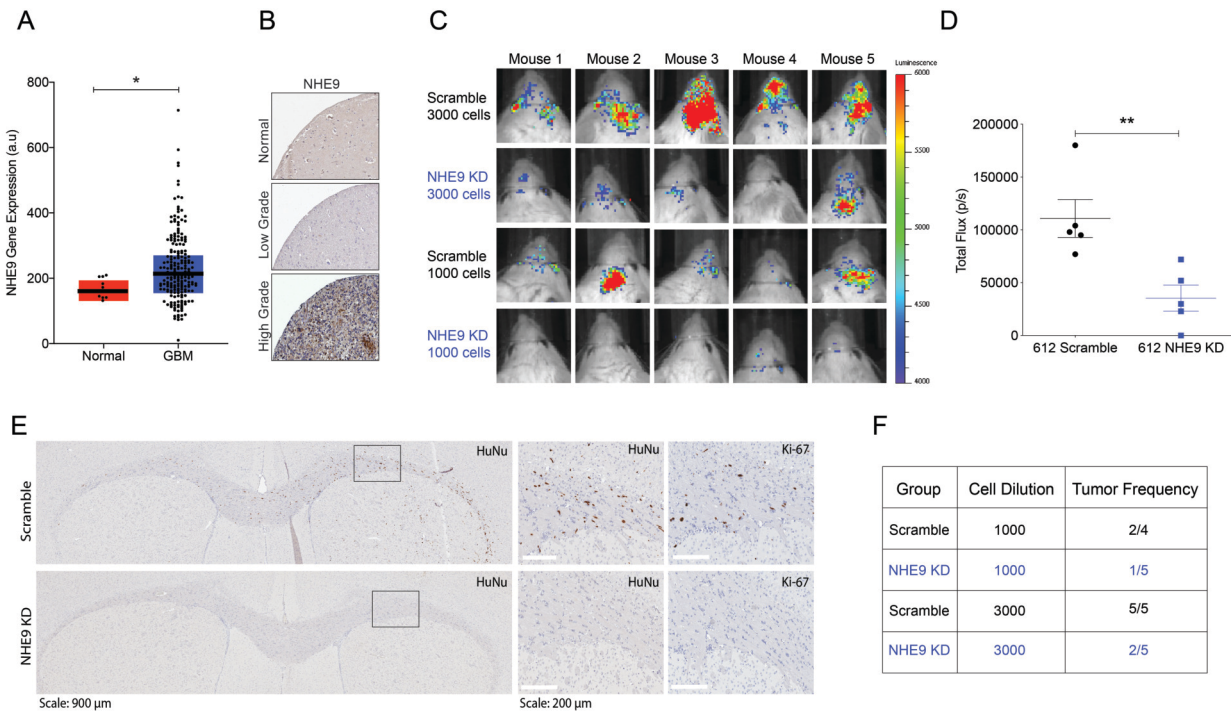 A
NHE9 Gene Expression (a.u)
800
600
400
200
0
*
Normal
GBM
B
NHE9
Normal
Low Grade
High Grade
C
Mouse 1 Mouse 2 Mouse 3 Mouse 4 Mouse 5
Scramble
3000 cells
NHE9 KD
3000 cells
Scramble
1000 cells
NHE9 KD
1000 cells
Luminescence
6000
5500
5000
4500
4000
D
Total Flux (p/s)
200000
150000
100000
50000
0
**
612 Scramble
612 NHE9 KD
E
Scramble
HuNu
HuNu
Ki-67
NHE9 KD
HuNu
HuNu
Ki-67
Scale: 900 µm
Scale: 200 µm
F
Group Cell Dilution Tumor Frequency
Scramble 1000 2/4
NHE9 KD 1000 1/5
Scramble 3000 5/5
NHE9 KD 3000 2/5